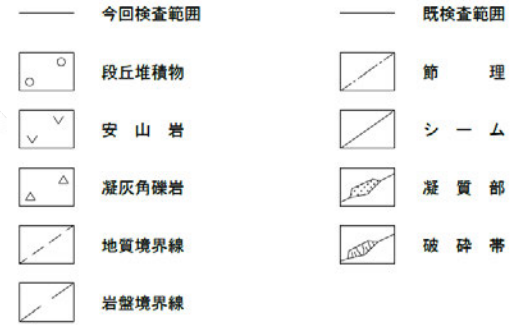 今回検査範囲
段丘堆積物
安山岩
凝灰角礫岩
地質境界線
岩盤境界線
既検査範囲
節理
シーム
凝質部
破砕帯